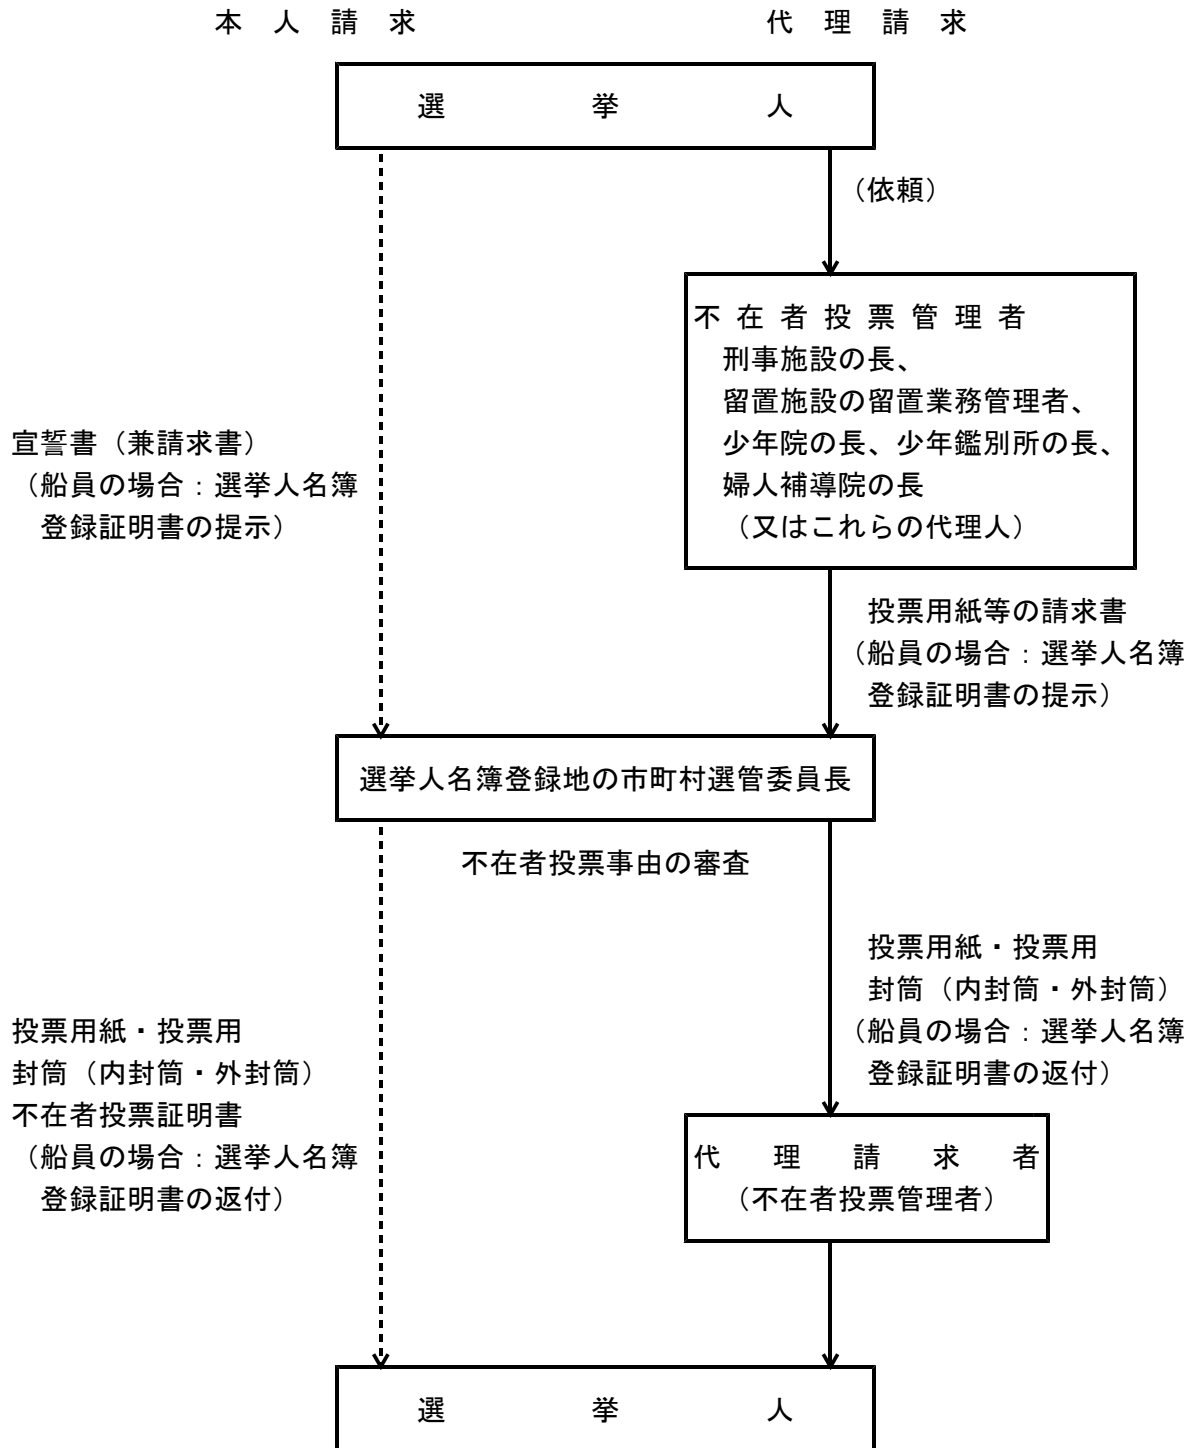 本人請求
代理請求
選挙人
（依頼）
不在者投票管理者
刑事施設の長、
留置施設の留置業務管理者、
少年院の長、少年鑑別所の長、
婦人補導院の長
（又はこれらの代理人）
宣誓書（兼請求書）
（船員の場合：選挙人名簿
登録証明書の提示）
投票用紙等の請求書
（船員の場合：選挙人名簿
登録証明書の提示）
選挙人名簿登録地の市町村選管委員長
不在者投票事由の審査
投票用紙・投票用
封筒（内封筒・外封筒）
（船員の場合：選挙人名簿
登録証明書の返付）
投票用紙・投票用
封筒（内封筒・外封筒）
不在者投票証明書
（船員の場合：選挙人名簿
登録証明書の返付）
代理請求者
（不在者投票管理者）
選挙人